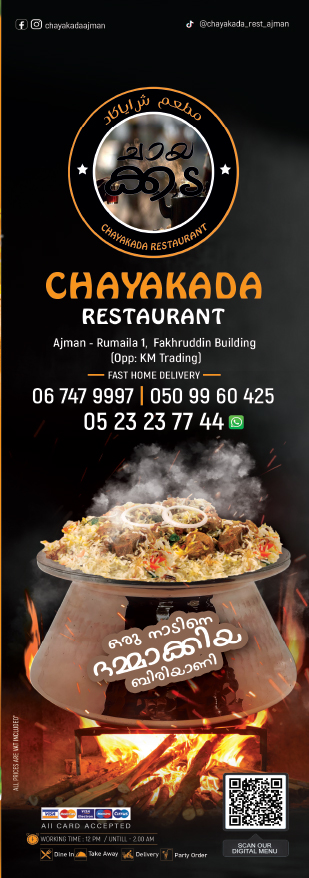 chayakadaajman
@chayakada_rest_ajman
مطعم شاياكاد
ചായ
ക്കട
CHAYAKADA RESTAURANT
CHAYAKADA
RESTAURANT
Ajman - Rumaila 1, Fakhruddin Building
(Opp: KM Trading)
FAST HOME DELIVERY
06 747 9997 | 050 99 60 425
05 23 23 77 44
ഒരു നാടിനെ
ദമ്മാക്കിയ
ബിരിയാണി
ALL PRICES ARE VAT INCLUDED*
All CARD ACCEPTED
WORKING TIME : 12 PM / UNTILL - 2.00 AM
Dine In Take Away Delivery Party Order
SCAN OUR
DIGITAL MENU